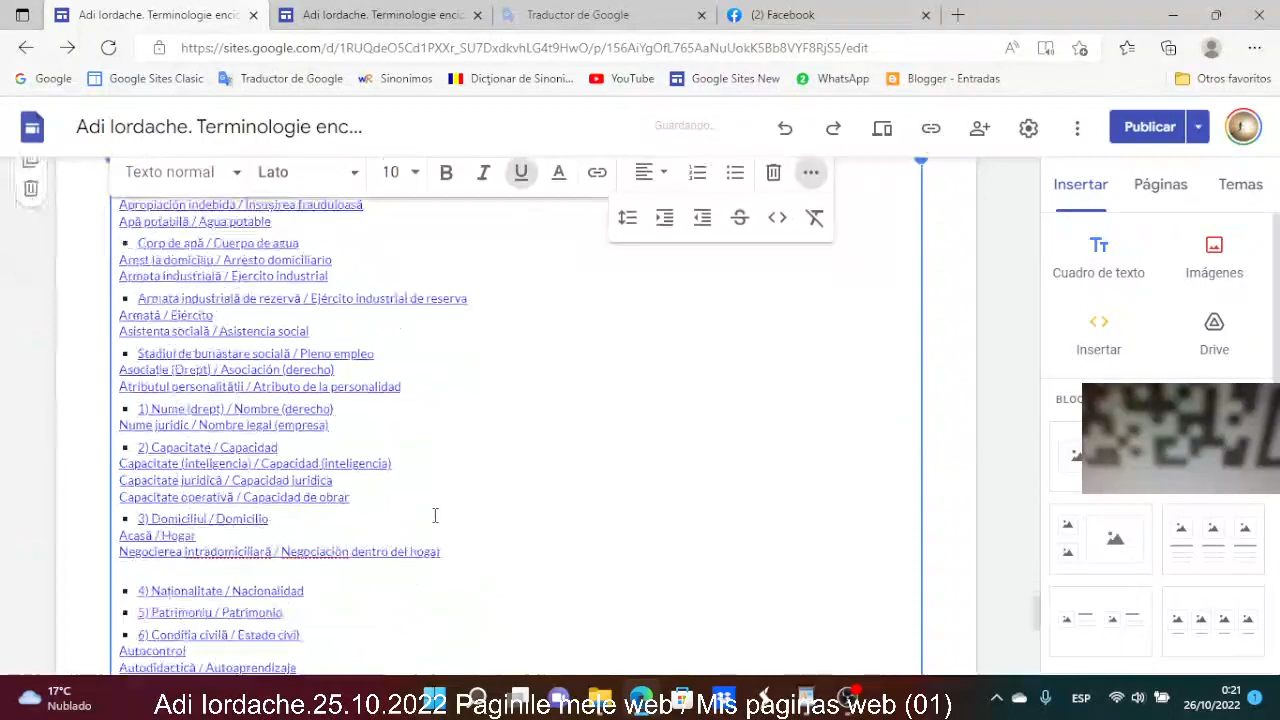 Adi Iordache. Terminologie encic
Adi Iordache. Terminologie encic
Traductor de Google
(2) Facebook
https://sites.google.com/d/1RUQdeO5Cd1PXXr_SU7DxdkvhLG4t9HwO/p/156AiYgOfL765AaNuUokK5Bb8VYF8RjS5/edit
Google
Google Sites Clasic
Traductor de Google
Sinonimos
Dicționar de Sinoni...
YouTube
Google Sites New
WhatsApp
Blogger - Entradas
Otros favoritos
Adi Iordache. Terminologie enc...
Guardando...
Publicar
Texto normal
Lato
10
Insertar
Páginas
Temas
Apropiación indebida / Însușirea frauduloasă
Apă potabilă / Agua potable
Corp de apă / Cuerpo de agua
Arest la domiciliu / Arresto domiciliario
Armata industrială / Ejercito industrial
Armata industrială de rezervă / Ejército industrial de reserva
Armată / Ejército
Asistența socială / Asistencia social
Stadiul de bunăstare socială / Pleno empleo
Asociație (Drept) / Asociación (derecho)
Atributul personalității / Atributo de la personalidad
1) Nume (drept) / Nombre (derecho)
Nume juridic / Nombre legal (empresa)
2) Capacitate / Capacidad
Capacitate (inteligencia) / Capacidad (inteligencia)
Capacitate juridică / Capacidad juridica
Capacitate operativă / Capacidad de obrar
3) Domiciliul / Domicilio
Acasă / Hogar
Negocierea intradomiciliară / Negociación dentro del hogar
4) Naționalitate / Nacionalidad
5) Patrimoniu / Patrimonio
6) Condiția civilă / Estado civil
Autocontrol
Autodidactică / Autoaprendizaje
Cuadro de texto
Imágenes
Insertar
Drive
BLO
17°C
Nublado
ESP
0:21
26/10/2022
Adi Iordache.25.10.2022 Paginile mele web / Mis páginas web (01)